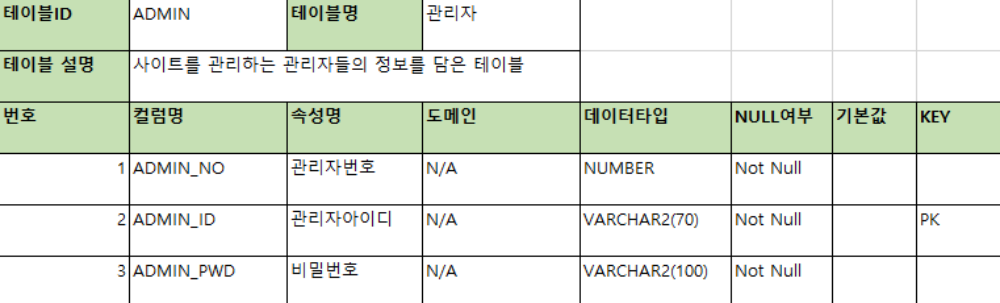 테이블ID ADMIN 테이블명 관리자
테이블 설명 사이트를 관리하는 관리자들의 정보를 담은 테이블
번호 컬럼명 속성명 도메인 데이터타입 NULL여부 기본값 KEY
1 ADMIN_NO 관리자번호 N/A NUMBER Not Null
2 ADMIN_ID 관리자아이디 N/A VARCHAR2(70) Not Null PK
3 ADMIN_PWD 비밀번호 N/A VARCHAR2(100) Not Null